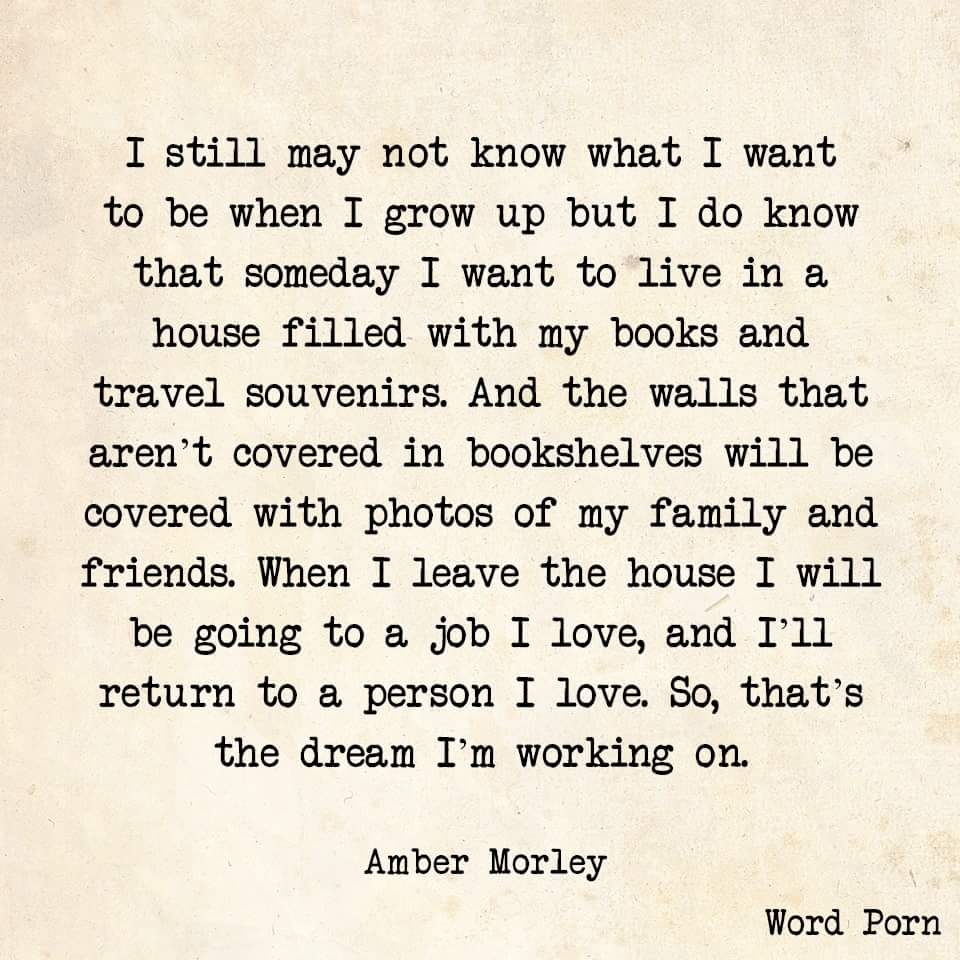 I still may not know what I want
to be when I grow up but I do know
that someday I want to live in a
house filled with my books and
travel souvenirs. And the walls that
aren't covered in bookshelves will be
covered with photos of my family and
friends. When I leave the house I will
be going to a job I love, and I'll
return to a person I love. So, that's
the dream I'm working on.
Amber Morley
Word Porn